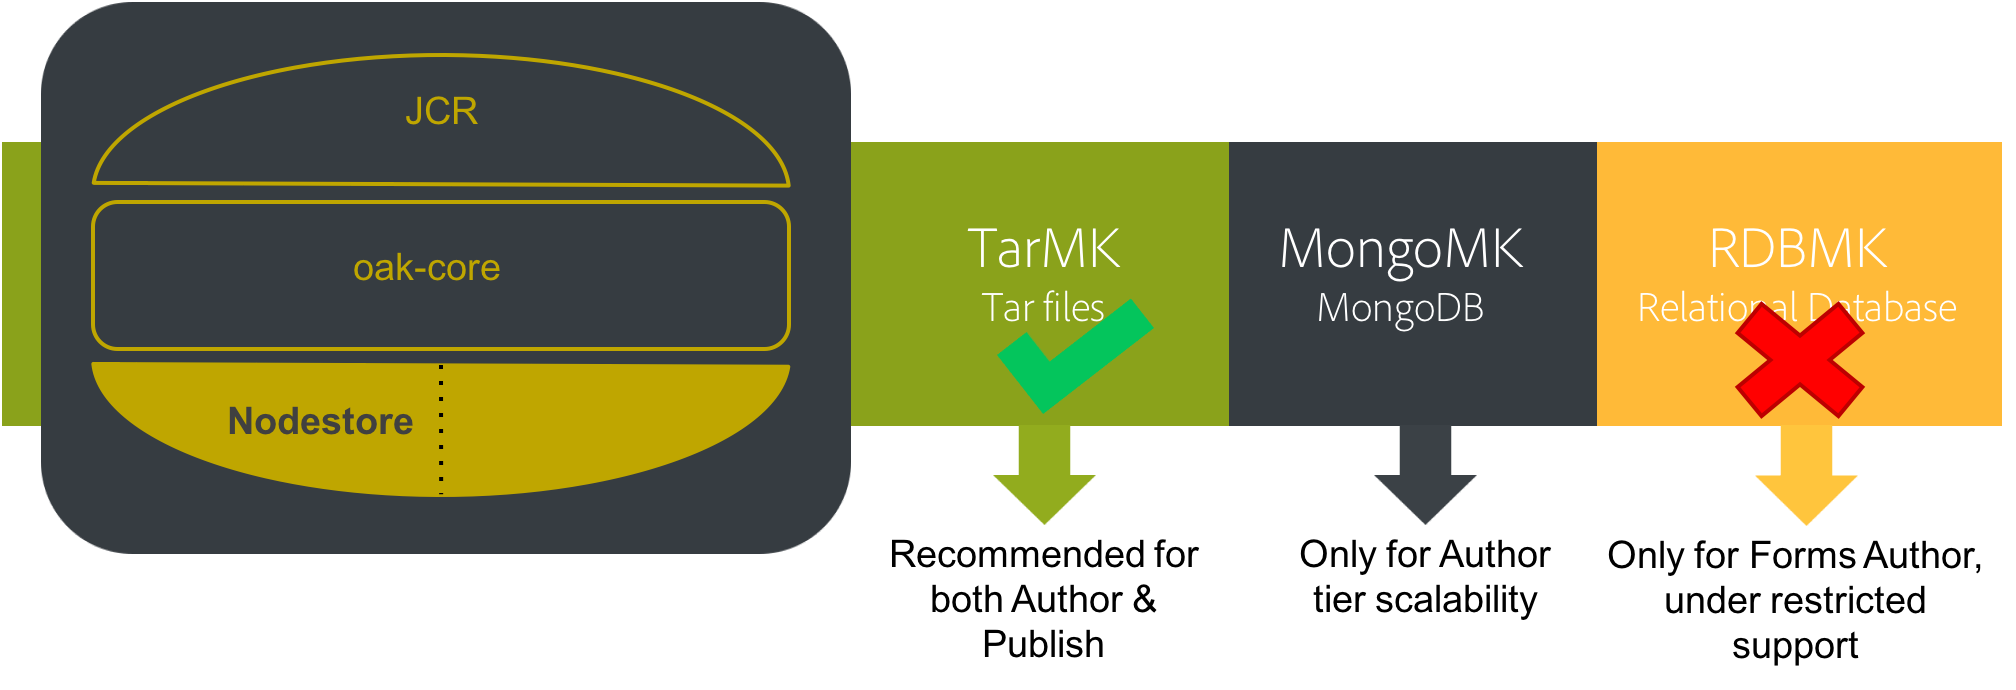 JCR
oak-core
Nodestore
TarMK
Tar files
MongoMK
MongoDB
RDBMK
Relational Database
Recommended for
both Author &
Publish
Only for Author
tier scalability
Only for Forms Author,
under restricted
support